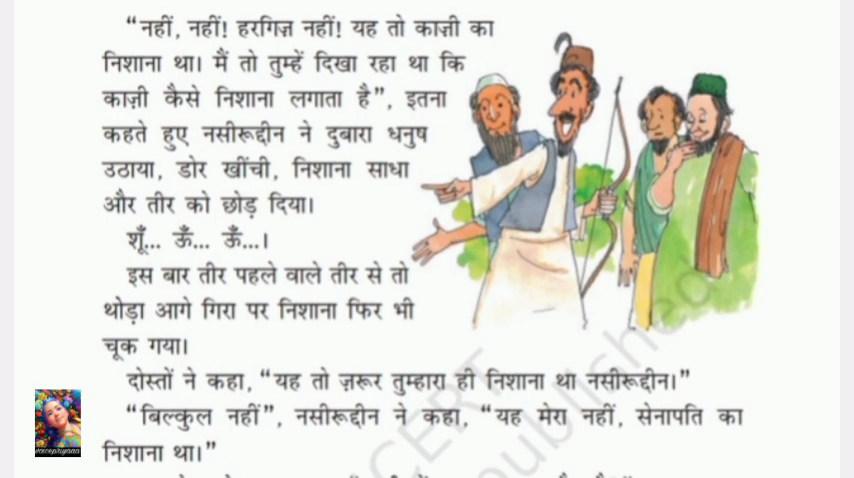 “नहीं, नहीं! हरगिज़ नहीं! यह तो काज़ी का
निशाना था। मैं तो तुम्हें दिखा रहा था कि
काज़ी कैसे निशाना लगाता है”, इतना
कहते हुए नसीरूद्दीन ने दुबारा धनुष
उठाया, डोर खींची, निशाना साधा
और तीर को छोड़ दिया।
शूँ... ऊँ... ऊँ...।
इस बार तीर पहले वाले तीर से तो
थोड़ा आगे गिरा पर निशाना फिर भी
चूक गया।
दोस्तों ने कहा, “यह तो ज़रूर तुम्हारा ही निशाना था नसीरूद्दीन।”
“बिल्कुल नहीं”, नसीरूद्दीन ने कहा, “यह मेरा नहीं, सेनापति का
निशाना था।”